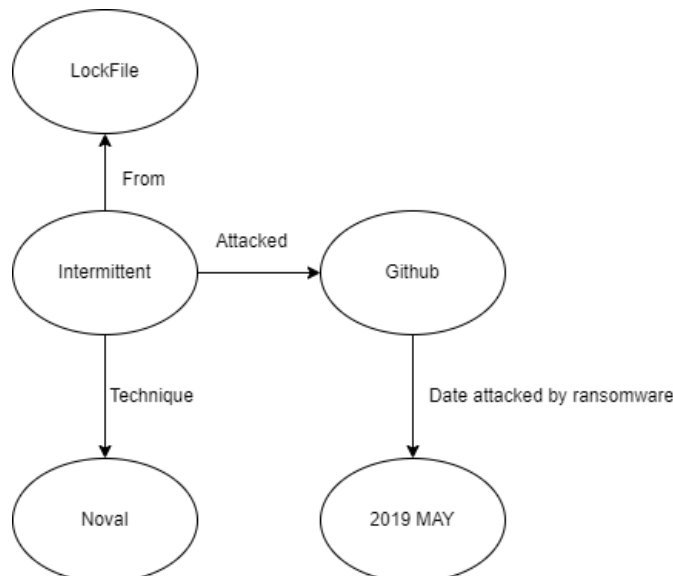 LockFile
From
Attacked
Intermittent
Github
Technique
Date attacked by ransomware
Noval
2019 MAY